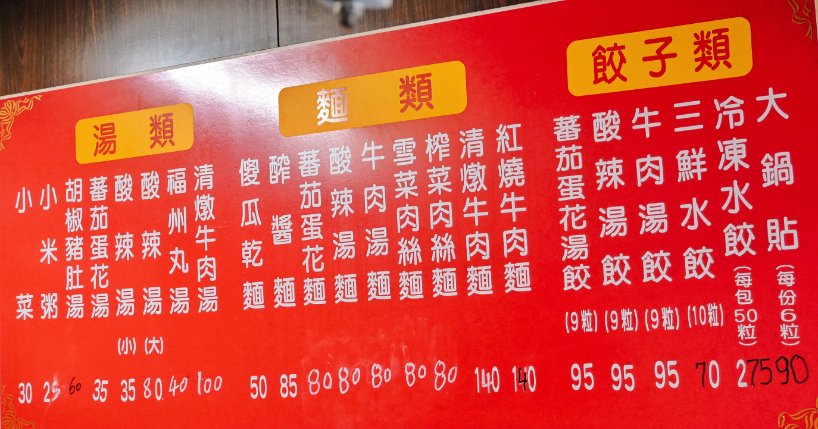 餃子類
大鍋貼(每份6粒) 90
冷凍水餃(每包50粒) 275
三鮮水餃(10粒) 70
牛肉湯餃(9粒) 95
酸辣湯餃(9粒) 95
蕃茄蛋花湯餃(9粒) 95
麵類
紅燒牛肉麵 140
清燉牛肉麵 140
榨菜肉絲麵 80
雪菜肉絲麵 80
牛肉湯麵 80
酸辣湯麵 80
蕃茄蛋花麵 80
醡醬麵 85
傻瓜乾麵 50
湯類
清燉牛肉湯 100
福州丸湯 40
酸辣湯(大) 80
酸辣湯(小) 35
蕃茄蛋花湯 35
胡椒豬肚湯 60
小米粥 25
小菜 30